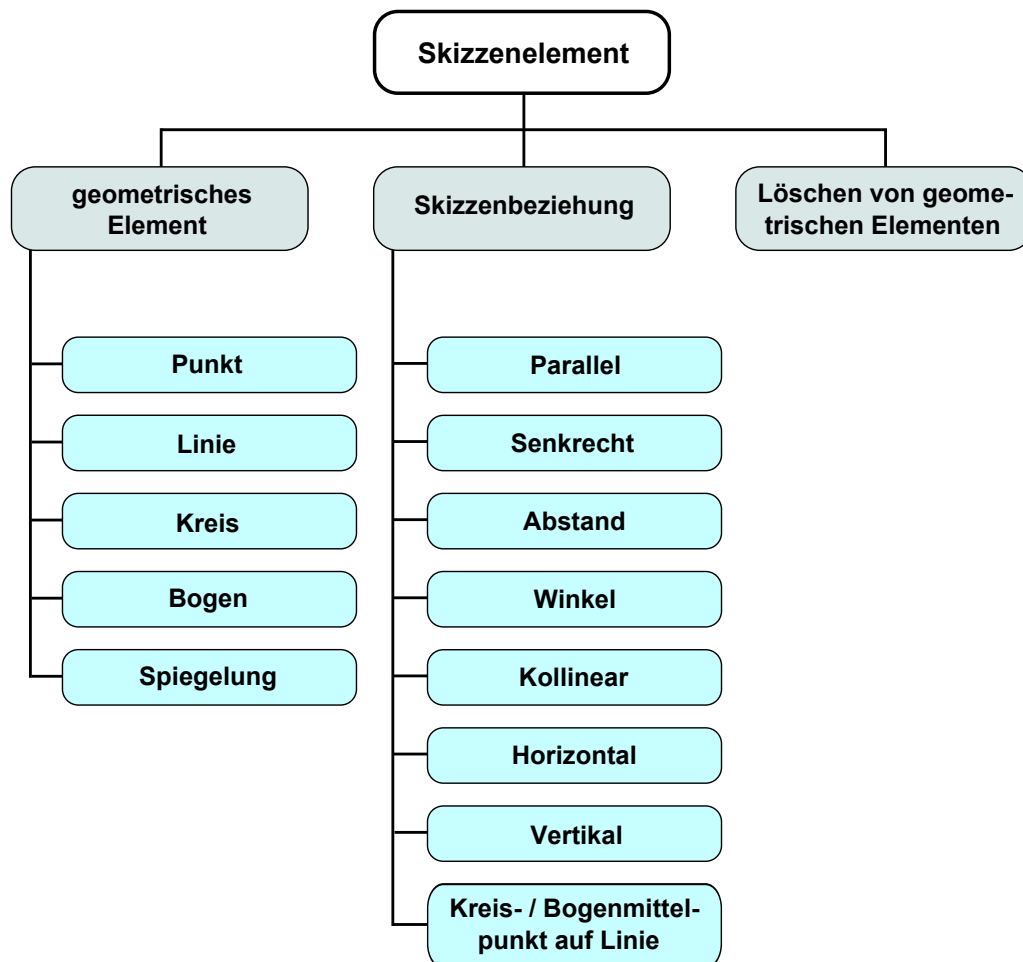 Skizzenelement
geometrisches
Element
Skizzenbeziehung
Löschen von geome-
trischen Elementen
Punkt
Linie
Kreis
Bogen
Spiegelung
Parallel
Senkrecht
Abstand
Winkel
Kollinear
Horizontal
Vertikal
Kreis- / Bogenmittel-
punkt auf Linie